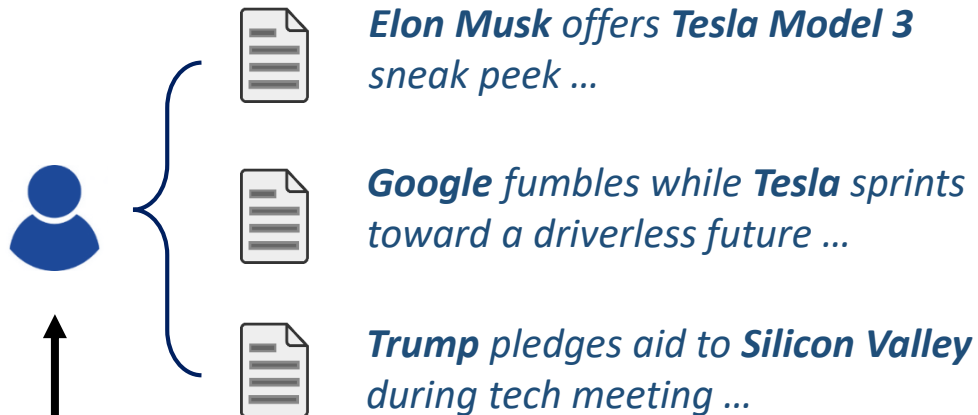 Elon Musk offers Tesla Model 3
sneak peek …
Google fumbles while Tesla sprints
toward a driverless future …
Trump pledges aid to Silicon Valley
during tech meeting …